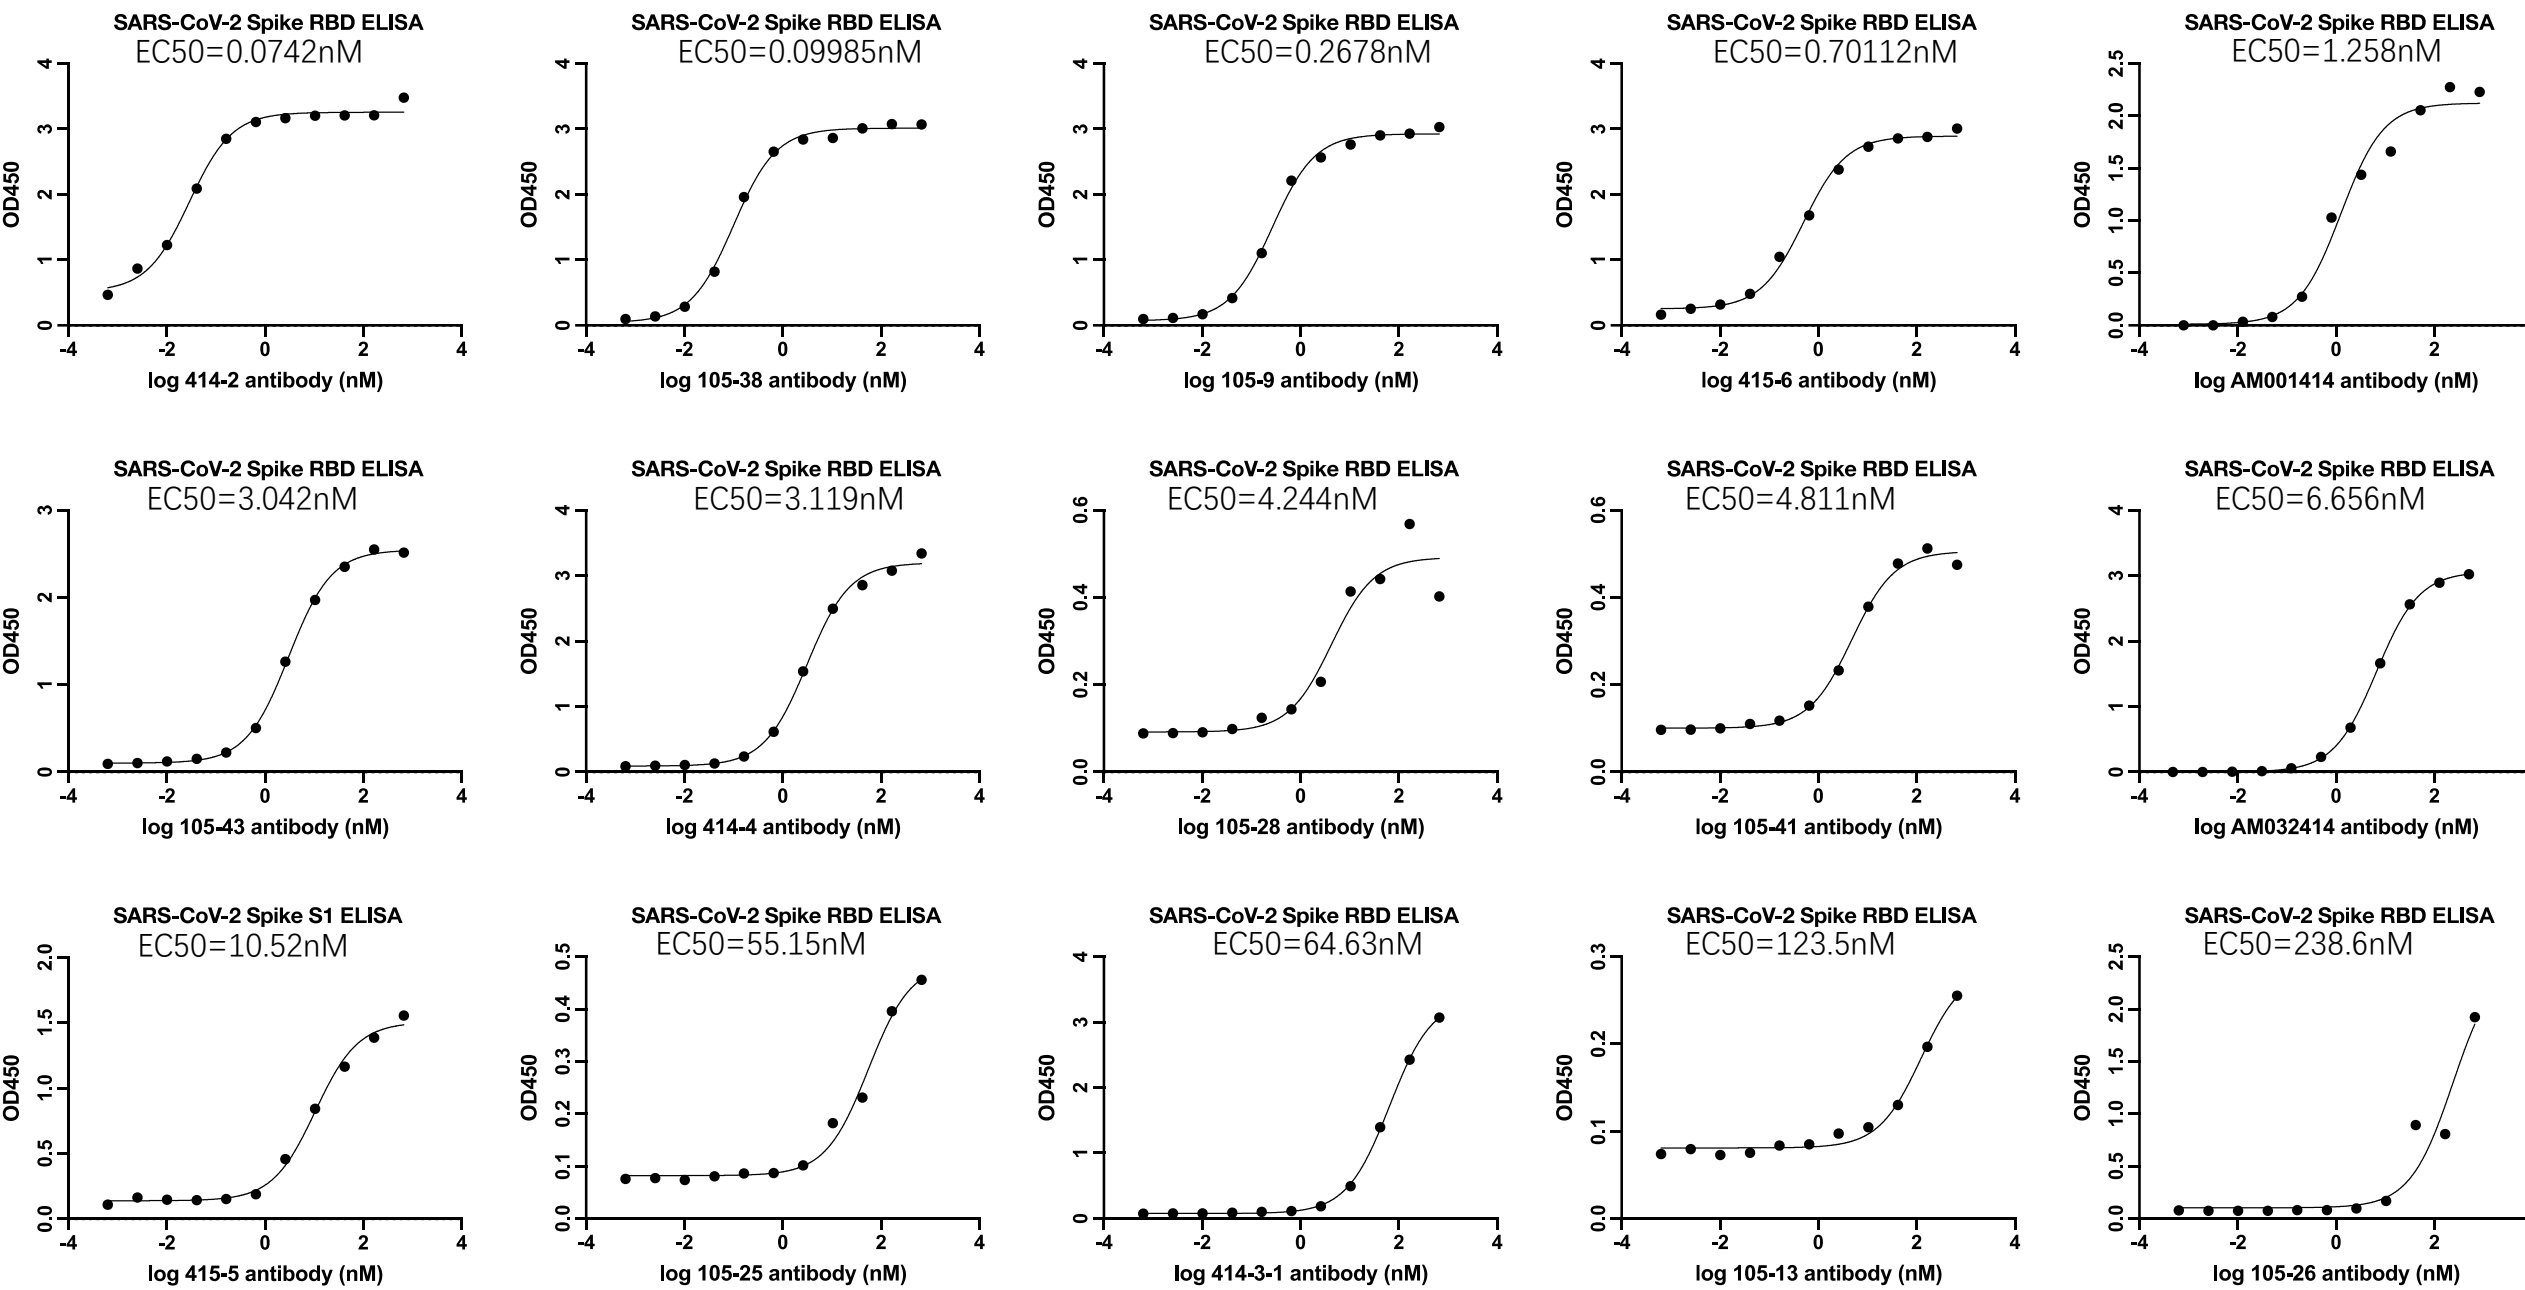 SARS-CoV-2 Spike RBD ELISA
EC50=0.0742nM
OD450
4
3
2
1
0
-4 -2 0 2 4
log 414-2 antibody (nM)
SARS-CoV-2 Spike RBD ELISA
EC50=0.09985nM
OD450
4
3
2
1
0
-4 -2 0 2 4
log 105-38 antibody (nM)
SARS-CoV-2 Spike RBD ELISA
EC50=0.2678nM
OD450
4
3
2
1
0
-4 -2 0 2 4
log 105-9 antibody (nM)
SARS-CoV-2 Spike RBD ELISA
EC50=0.70112nM
OD450
4
3
2
1
0
-4 -2 0 2 4
log 415-6 antibody (nM)
SARS-CoV-2 Spike RBD ELISA
EC50=1.258nM
OD450
2.5
2.0
1.5
1.0
0.5
0.0
-4 -2 0 2
log AM001414 antibody (nM)
SARS-CoV-2 Spike RBD ELISA
EC50=3.042nM
OD450
3
2
1
0
-4 -2 0 2 4
log 105-43 antibody (nM)
SARS-CoV-2 Spike RBD ELISA
EC50=3.119nM
OD450
4
3
2
1
0
-4 -2 0 2 4
log 414-4 antibody (nM)
SARS-CoV-2 Spike RBD ELISA
EC50=4.244nM
OD450
0.6
0.4
0.2
0.0
-4 -2 0 2 4
log 105-28 antibody (nM)
SARS-CoV-2 Spike RBD ELISA
EC50=4.811nM
OD450
0.6
0.4
0.2
0.0
-4 -2 0 2 4
log 105-41 antibody (nM)
SARS-CoV-2 Spike RBD ELISA
EC50=6.656nM
OD450
4
3
2
1
0
-4 -2 0 2
log AM032414 antibody (nM)
SARS-CoV-2 Spike S1 ELISA
EC50=10.52nM
OD450
2.0
1.5
1.0
0.5
0.0
-4 -2 0 2 4
log 415-5 antibody (nM)
SARS-CoV-2 Spike RBD ELISA
EC50=55.15nM
OD450
0.5
0.4
0.3
0.2
0.1
0.0
-4 -2 0 2 4
log 105-25 antibody (nM)
SARS-CoV-2 Spike RBD ELISA
EC50=64.63nM
OD450
4
3
2
1
0
-4 -2 0 2 4
log 414-3-1 antibody (nM)
SARS-CoV-2 Spike RBD ELISA
EC50=123.5nM
OD450
0.3
0.2
0.1
0.0
-4 -2 0 2 4
log 105-13 antibody (nM)
SARS-CoV-2 Spike RBD ELISA
EC50=238.6nM
OD450
2.5
2.0
1.5
1.0
0.5
0.0
-4 -2 0 2
log 105-26 antibody (nM)